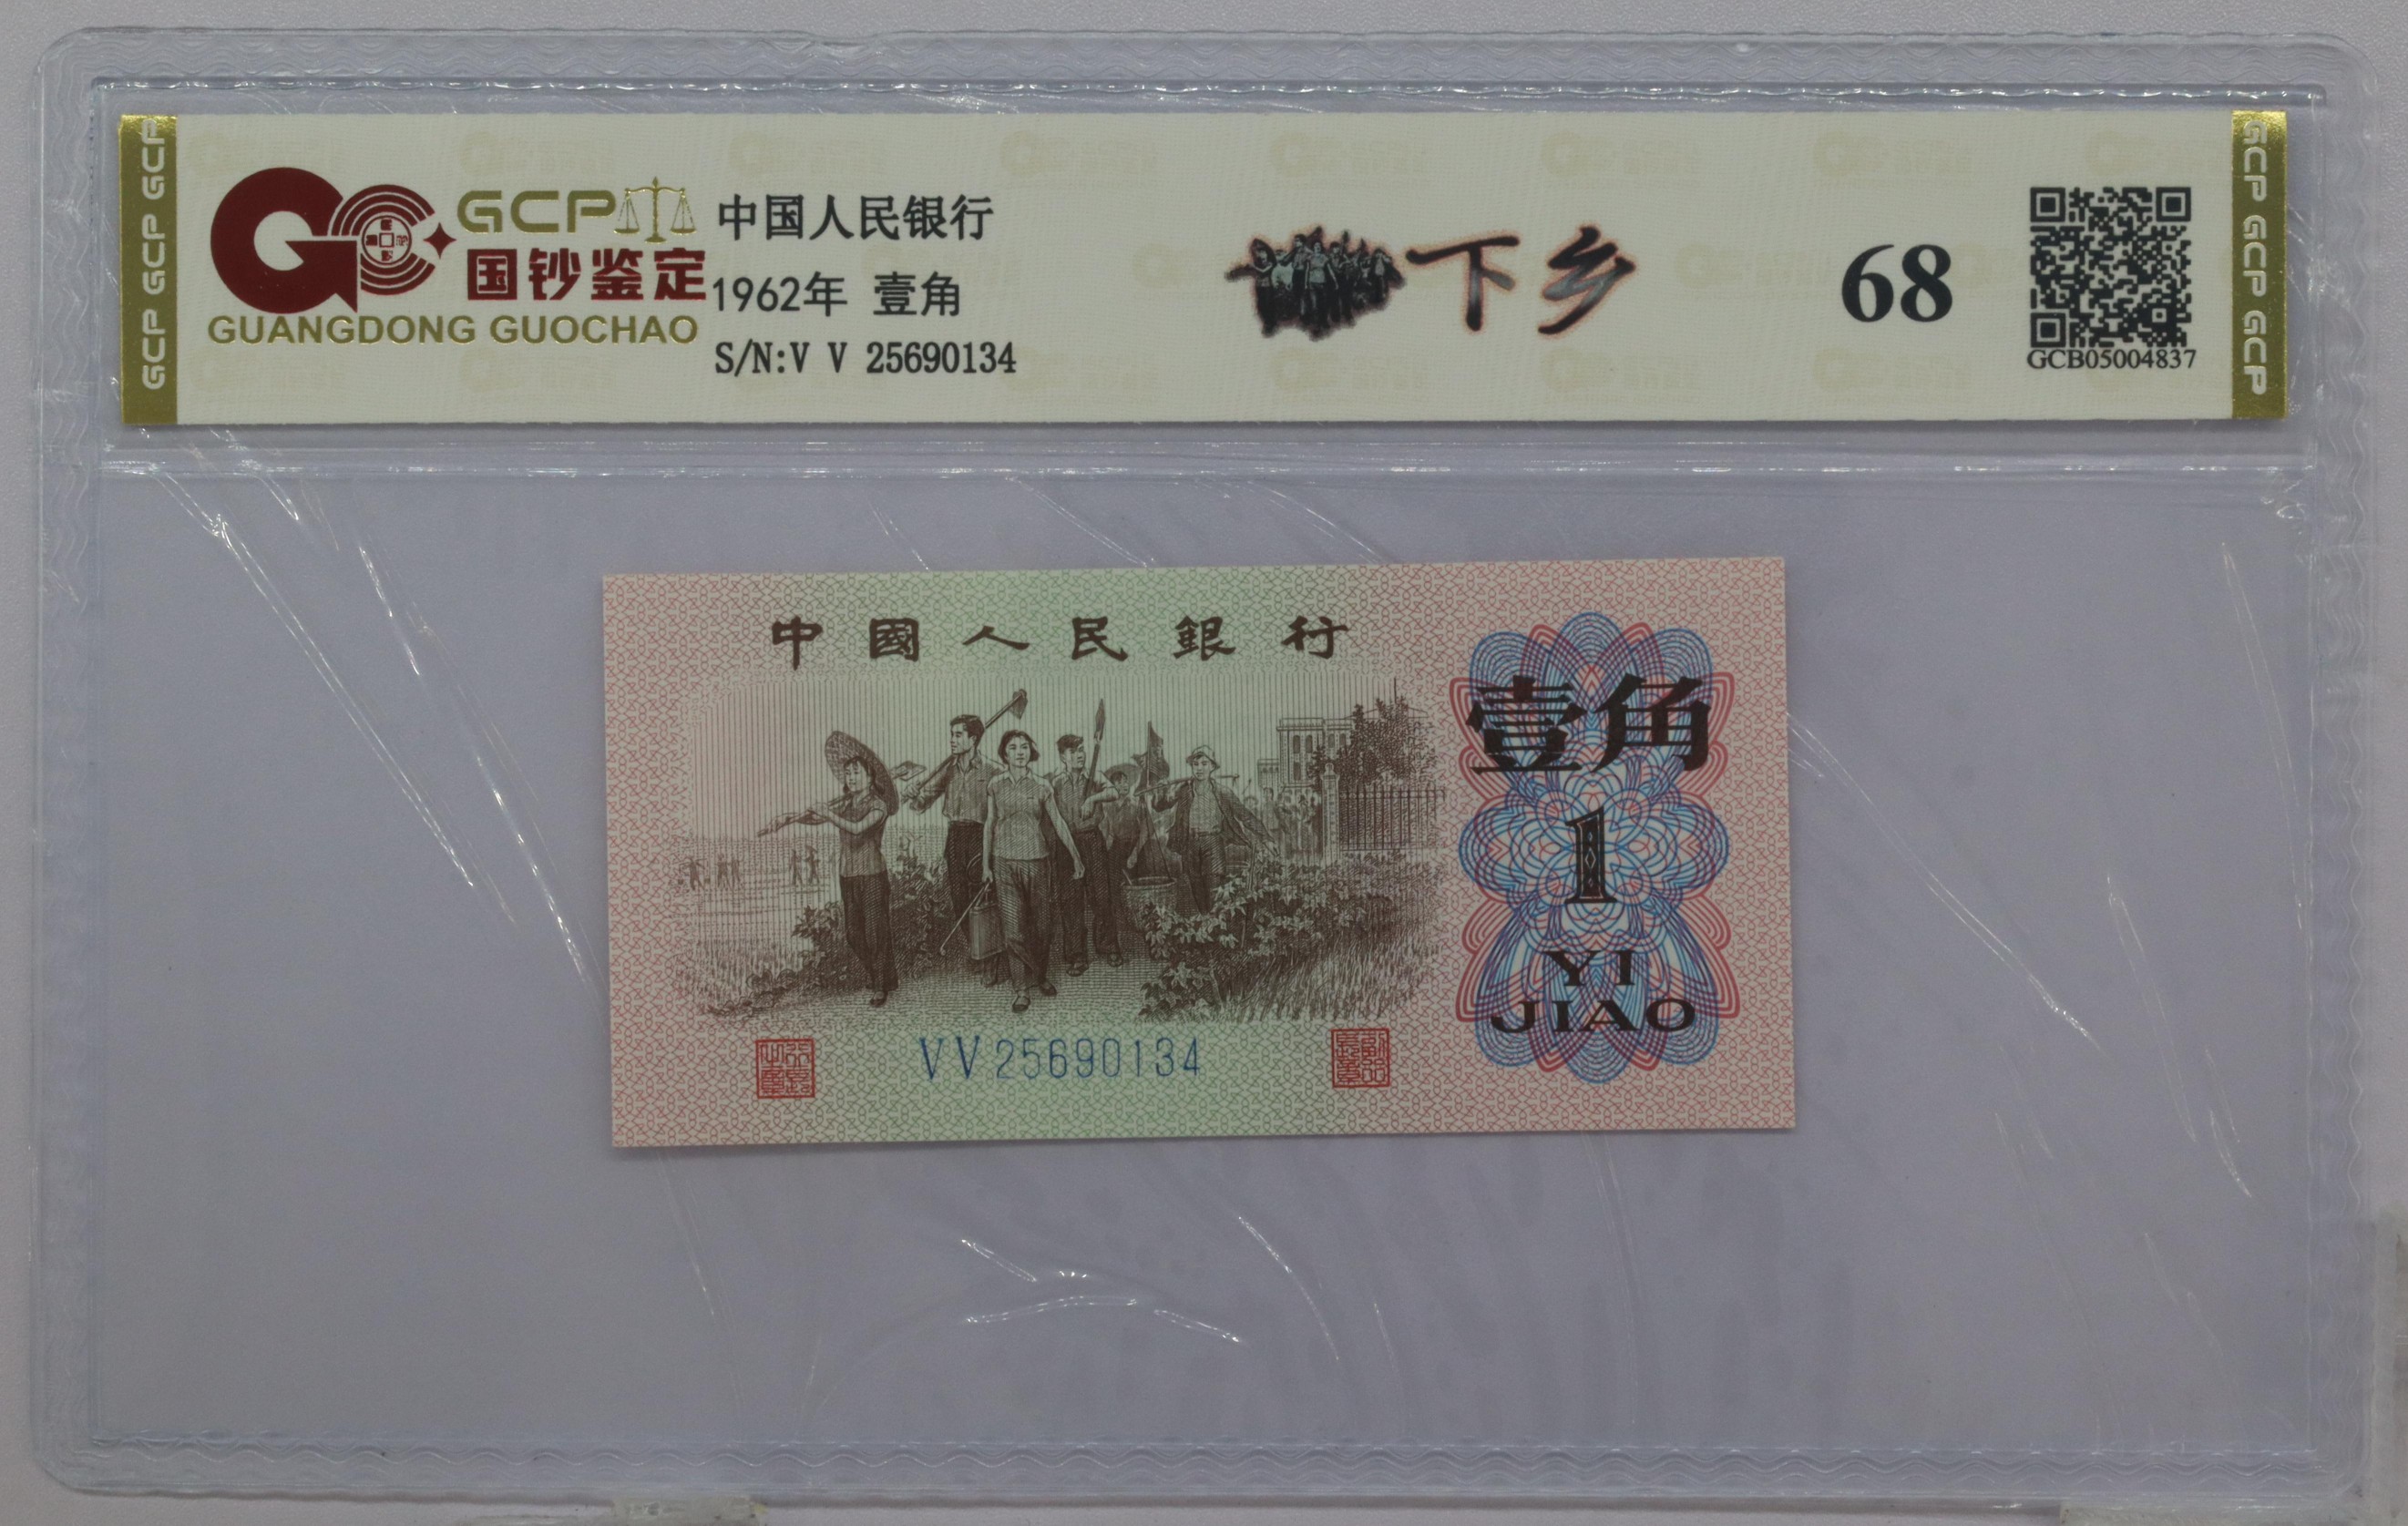 GCP GCP GCP
GCP
国钞鉴定
GUANGDONG GUOCHAO
中国人民银行
1962年 壹角
S/N:V V 25690134
下乡
68
GCB05004837
GCP GCP GCP
中國人民銀行
壹角
1
YI
JIAO
VV25690134